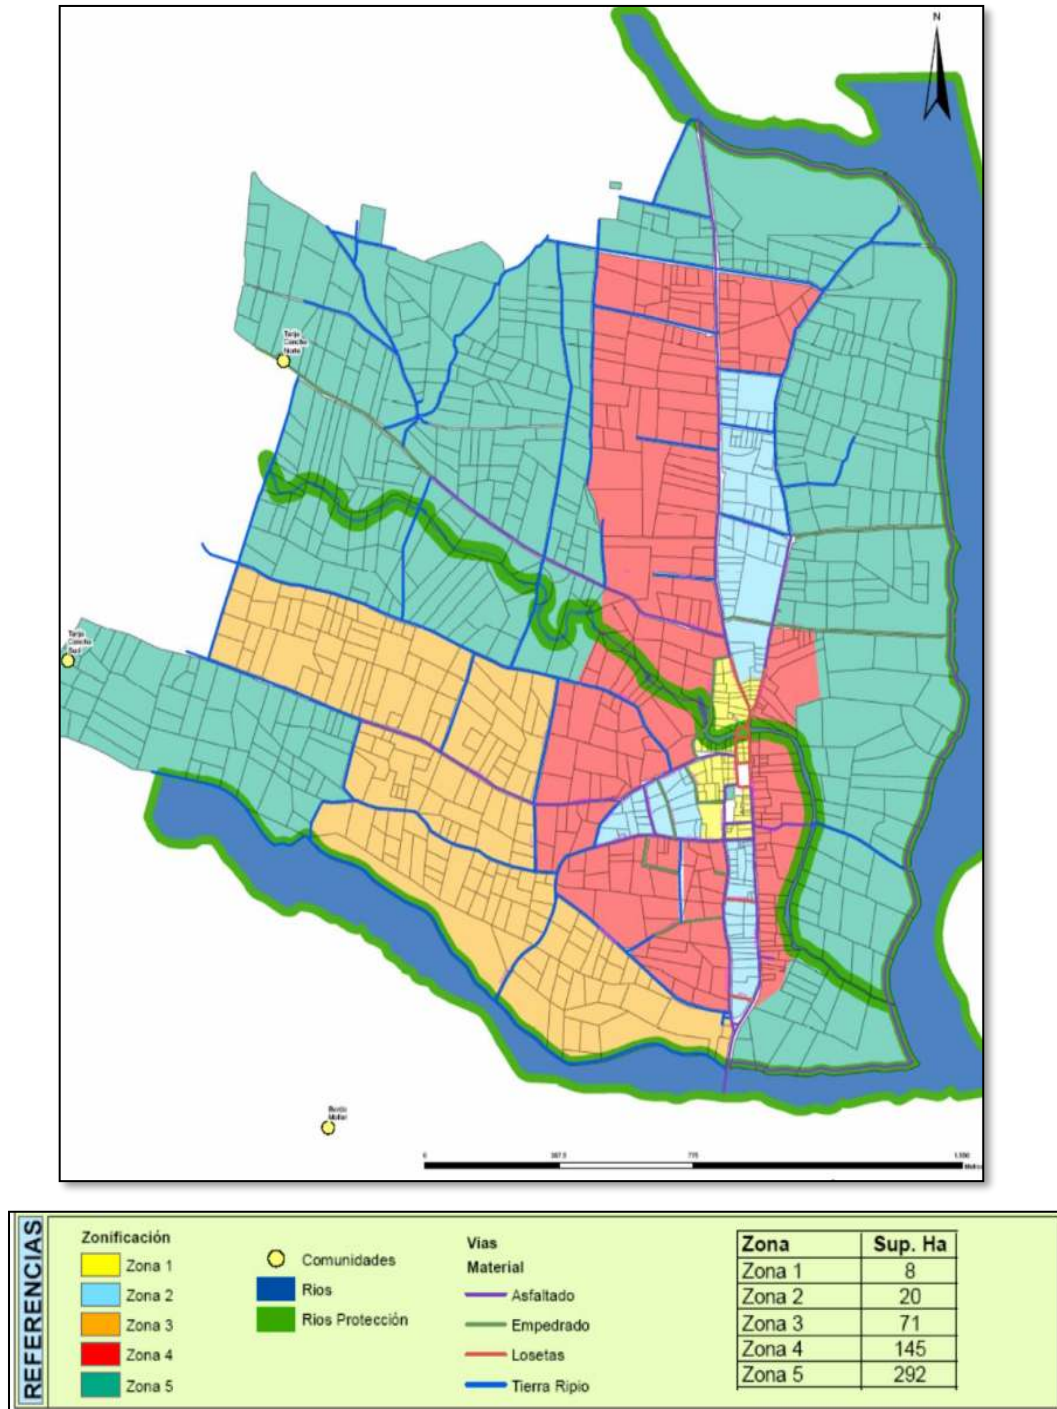 N
Norte
0
387.5
775
REFERENCIAS
Zonificación
Zona 1
Zona 2
Zona 3
Zona 4
Zona 5
Comunidades
Rios
Rios Protección
Vias
Material
Asfaltado
Empedrado
Losetas
Tierra Ripio
Zona Sup. Ha
Zona 1 8
Zona 2 20
Zona 3 71
Zona 4 145
Zona 5 292